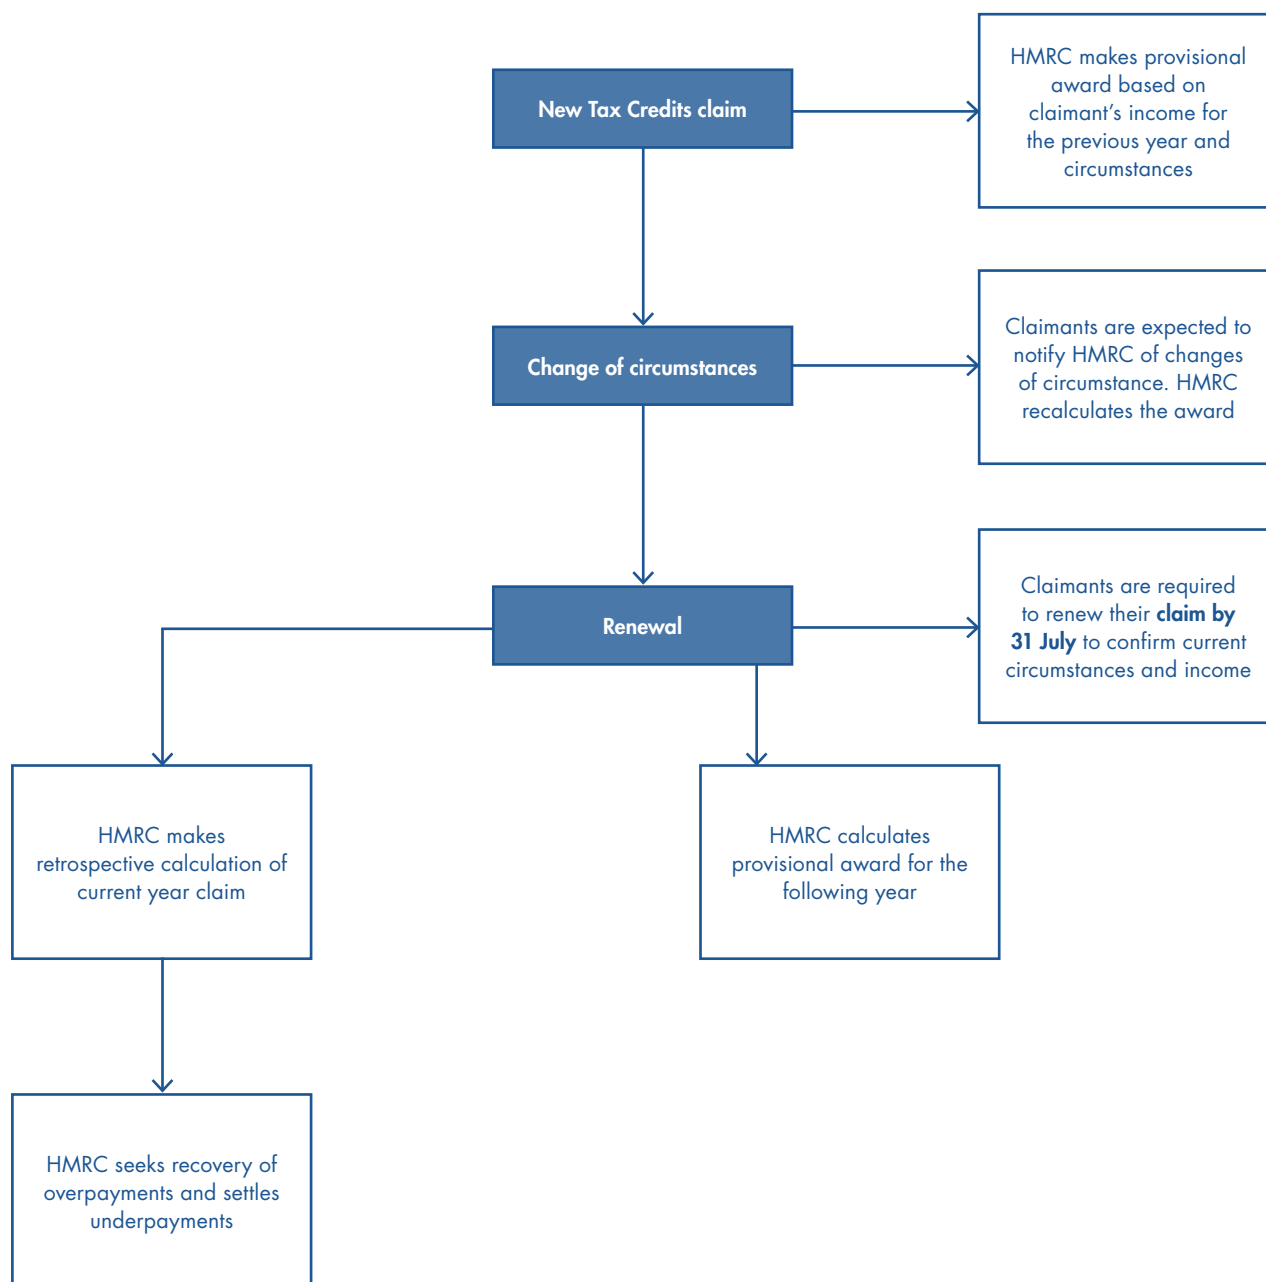 New Tax Credits claim
HMRC makes provisional
award based on
claimant’s income for
the previous year and
circumstances
Change of circumstances
Claimants are expected to
notify HMRC of changes
of circumstance. HMRC
recalculates the award
Renewal
Claimants are required
to renew their claim by
31 July to confirm current
circumstances and income
HMRC makes
retrospective calculation of
current year claim
HMRC calculates
provisional award for the
following year
HMRC seeks recovery of
overpayments and settles
underpayments